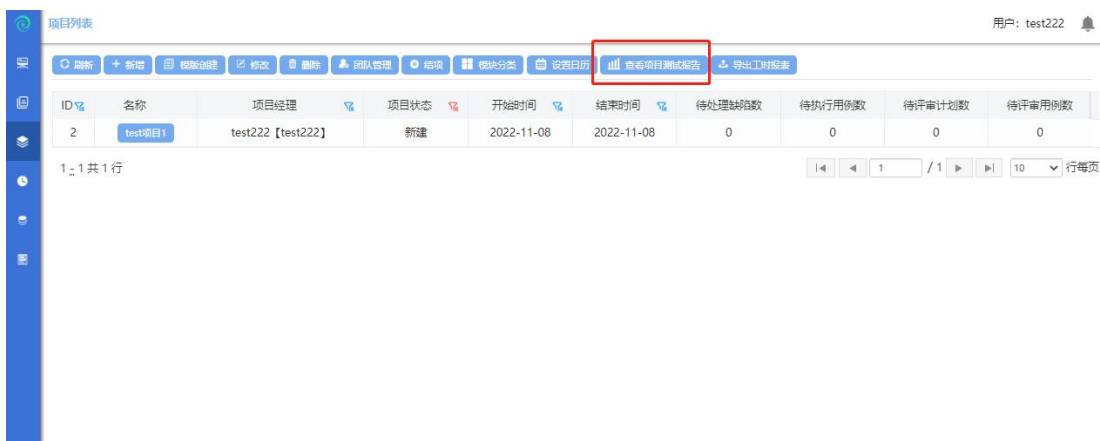 项目列表 用户：test222
刷新 新增 模版创建 修改 删除 团队管理 结项 模块分类 设置日历 查看项目测试报告 导出工时报表
ID 名称 项目经理 项目状态 开始时间 结束时间 待处理缺陷数 待执行用例数 待评审计划数 待评审用例数
2 test项目1 test222【test222】 新建 2022-11-08 2022-11-08 0 0 0 0
1 - 1 共 1 行 1 / 1 10 行每页